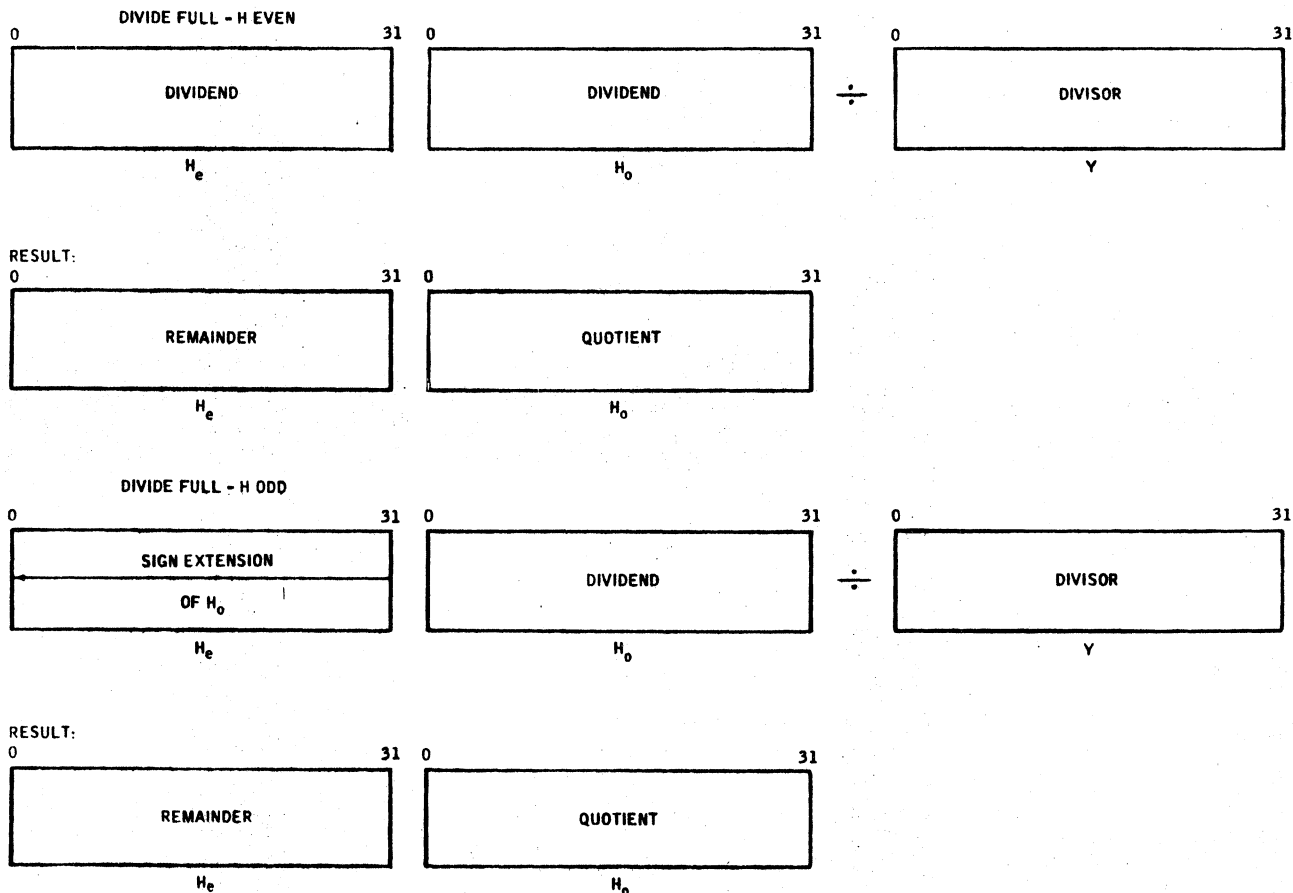 DIVIDE FULL - H EVEN
0 31 0 31 0 31
DIVIDEND DIVIDEND ÷ DIVISOR
He Ho Y
RESULT:
0 31 0 31
REMAINDER QUOTIENT
He Ho
DIVIDE FULL - H ODD
0 31 0 31 0 31
SIGN EXTENSION
OF Ho
DIVIDEND ÷ DIVISOR
He Ho Y
RESULT:
0 31 0 31
REMAINDER QUOTIENT
He Ho